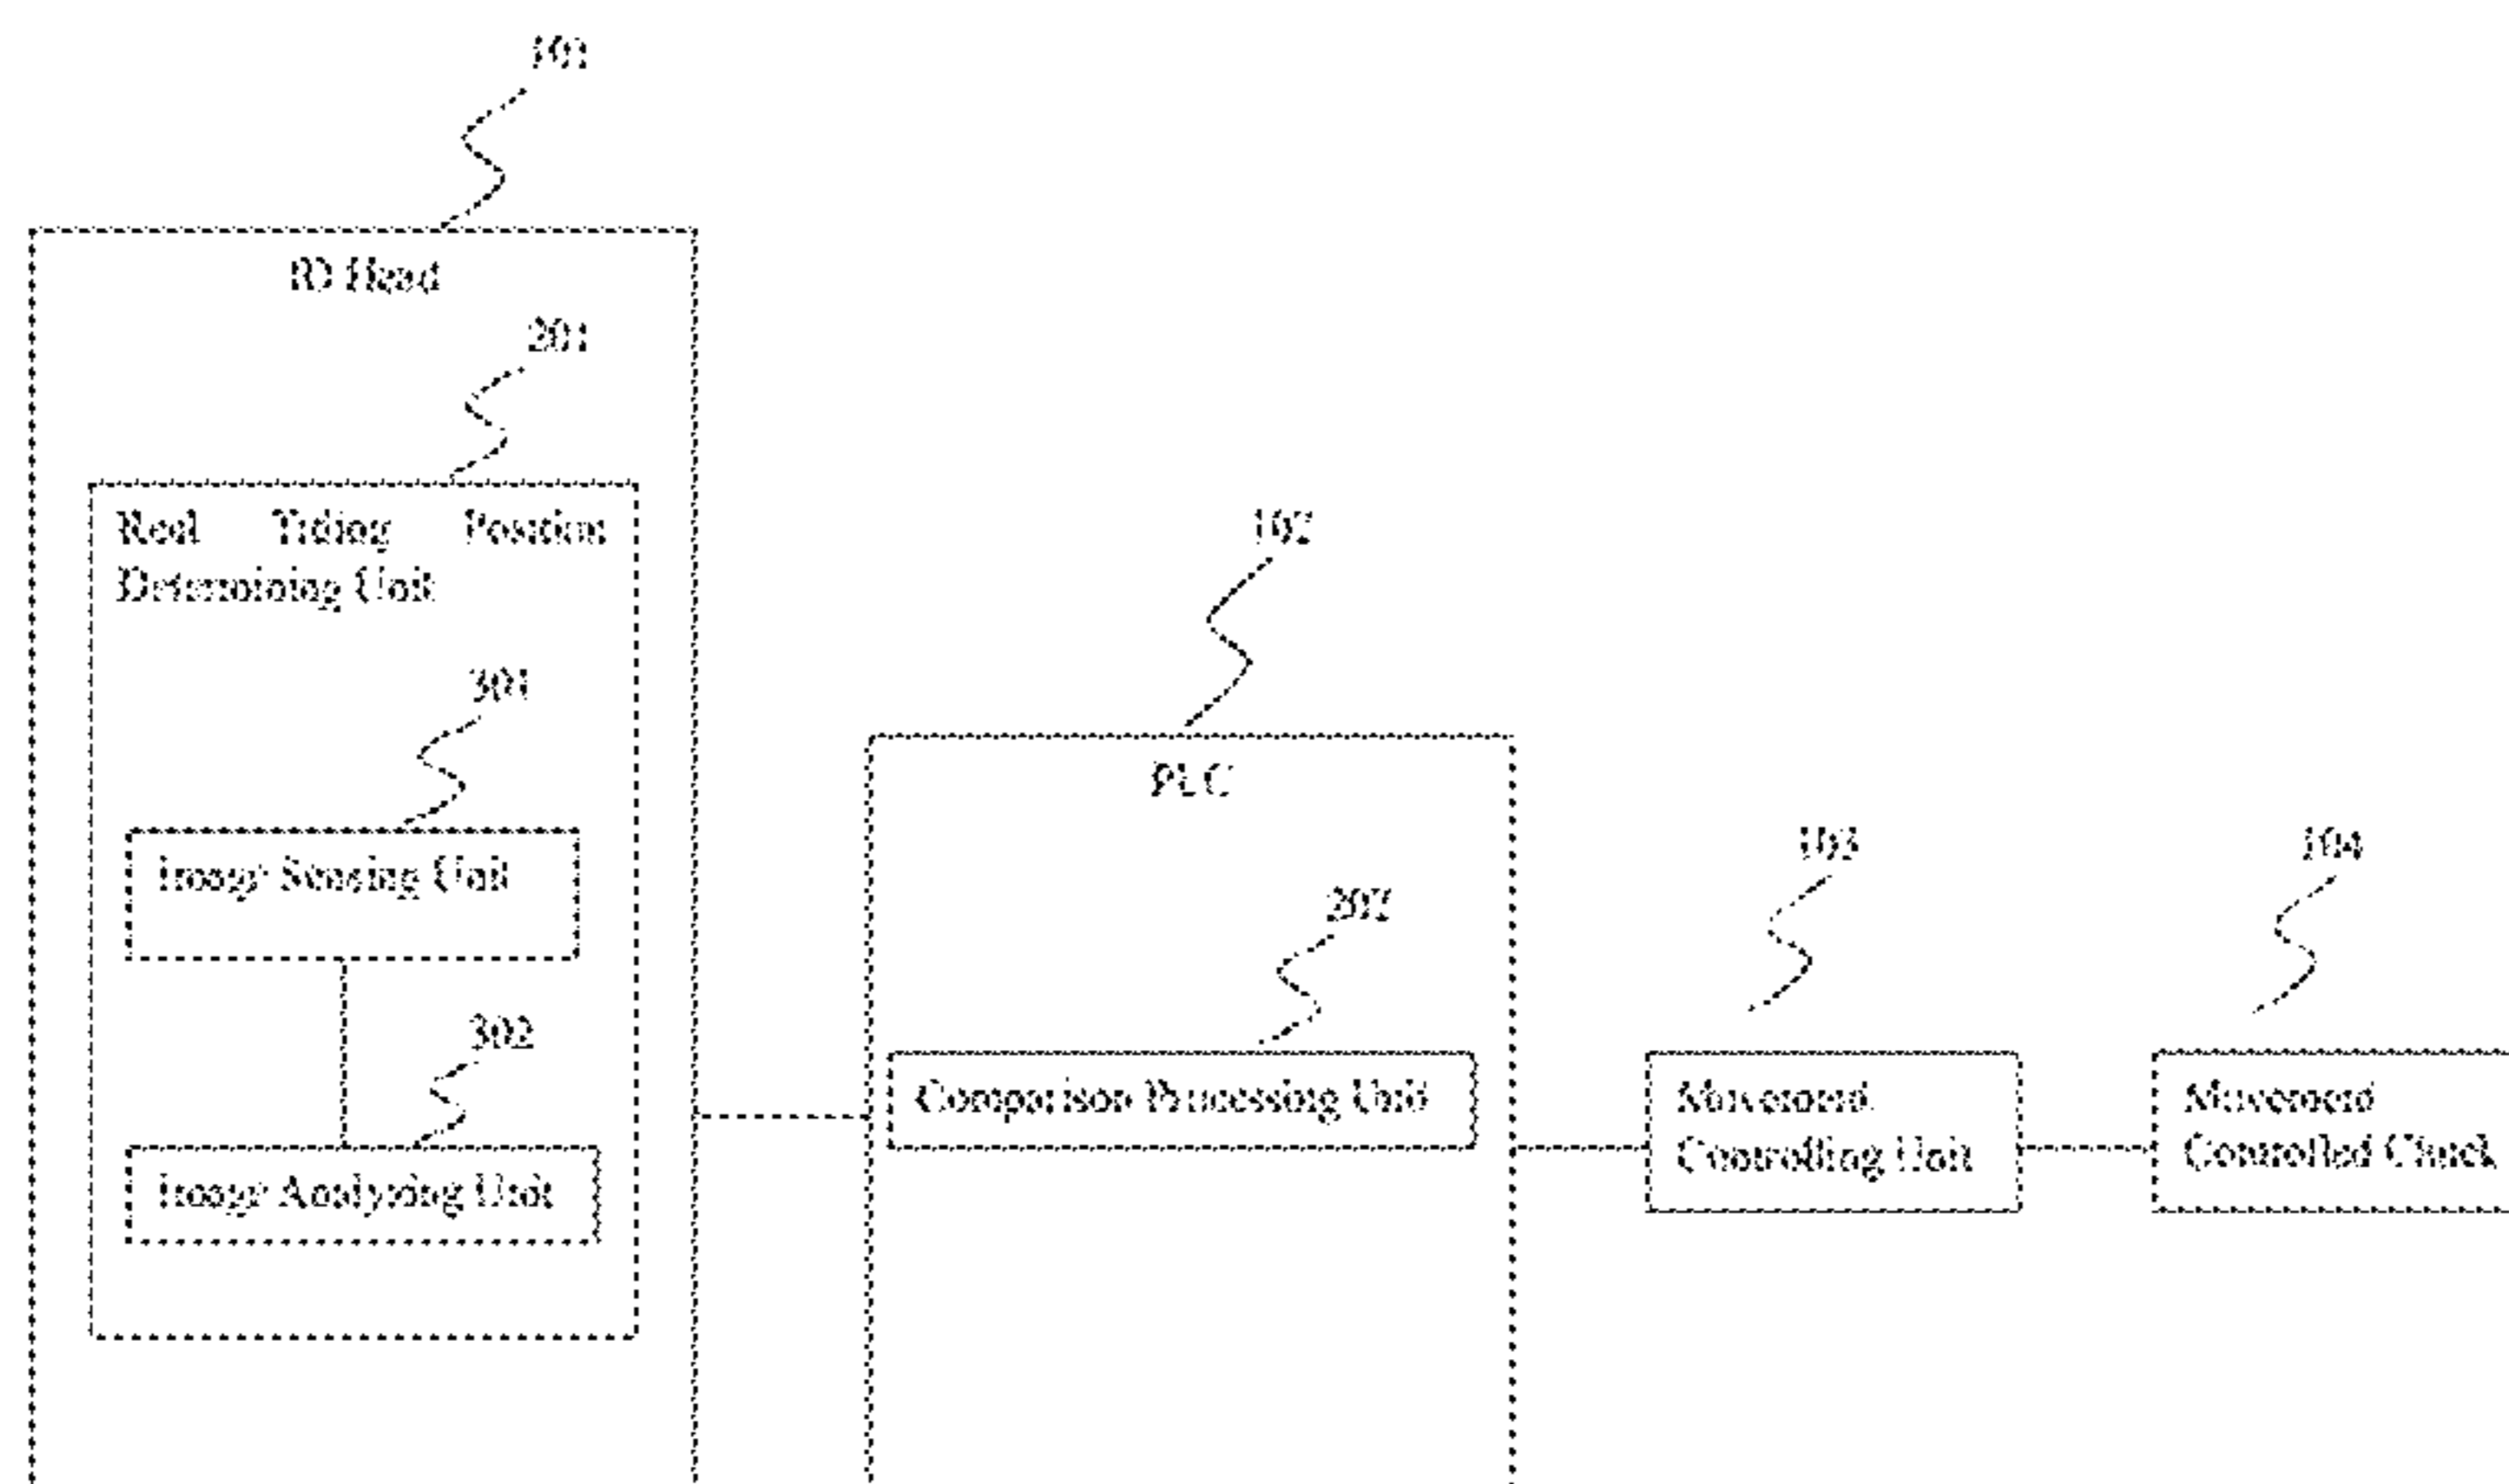 101
Head
201
Real Tiding Position
Determining Unit
301
Image Sensing Unit
302
Image Analyzing Unit
102
PLC
202
Comparison Processing Unit
103
Movement
Controlling Unit
104
Movement
Controlled Chuck